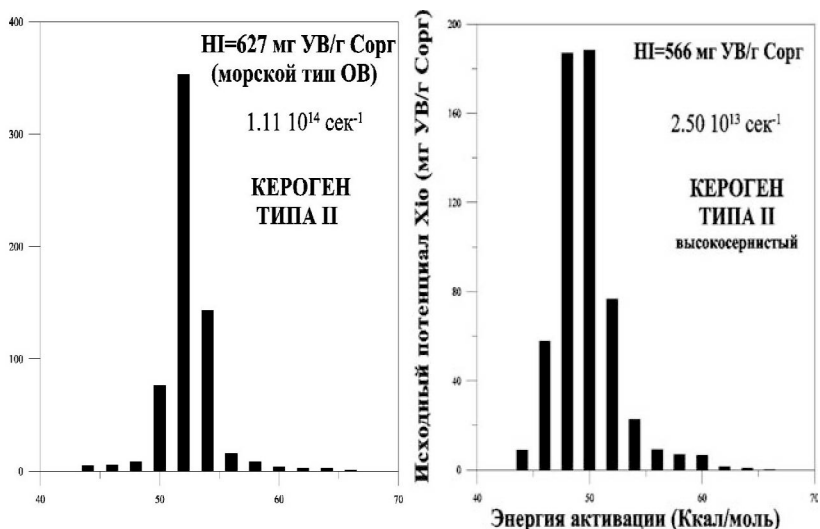 400
300
200
100
0
40
50
60
70
HI=627 мг УВ/г Сорг
(морской тип ОВ)
1.11 10¹⁴ сек⁻¹
КЕРОГЕН
ТИПА II
Исходный потенциал Xio (мг УВ/г Сорг)
200
160
120
80
40
0
40
50
60
70
HI=566 мг УВ/г Сорг
2.50 10¹³ сек⁻¹
КЕРОГЕН
ТИПА II
высокосернистый
Энергия активации (Ккал/моль)